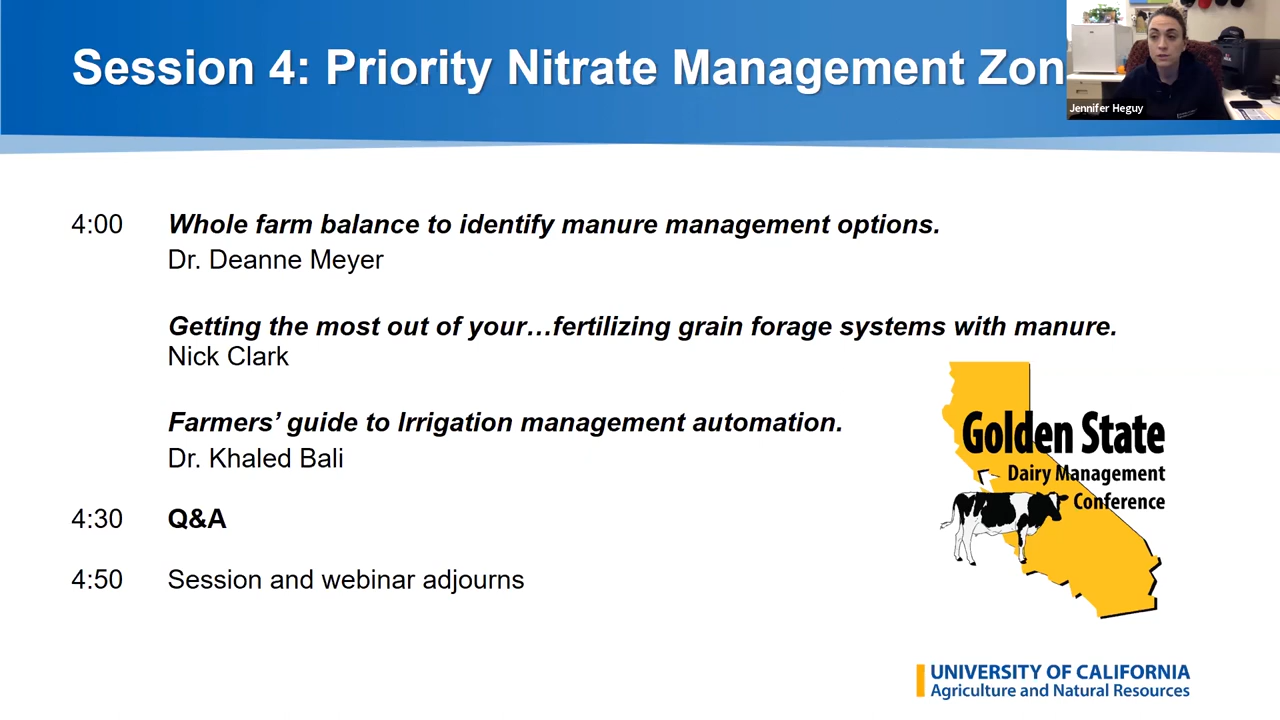 Session 4: Priority Nitrate Management Zon
Jennifer Heguy
4:00 Whole farm balance to identify manure management options.
Dr. Deanne Meyer
Getting the most out of your…fertilizing grain forage systems with manure.
Nick Clark
Farmers’ guide to Irrigation management automation.
Dr. Khaled Bali
4:30 Q&A
4:50 Session and webinar adjourns
Golden State
Dairy Management
Conference
UNIVERSITY OF CALIFORNIA
Agriculture and Natural Resources